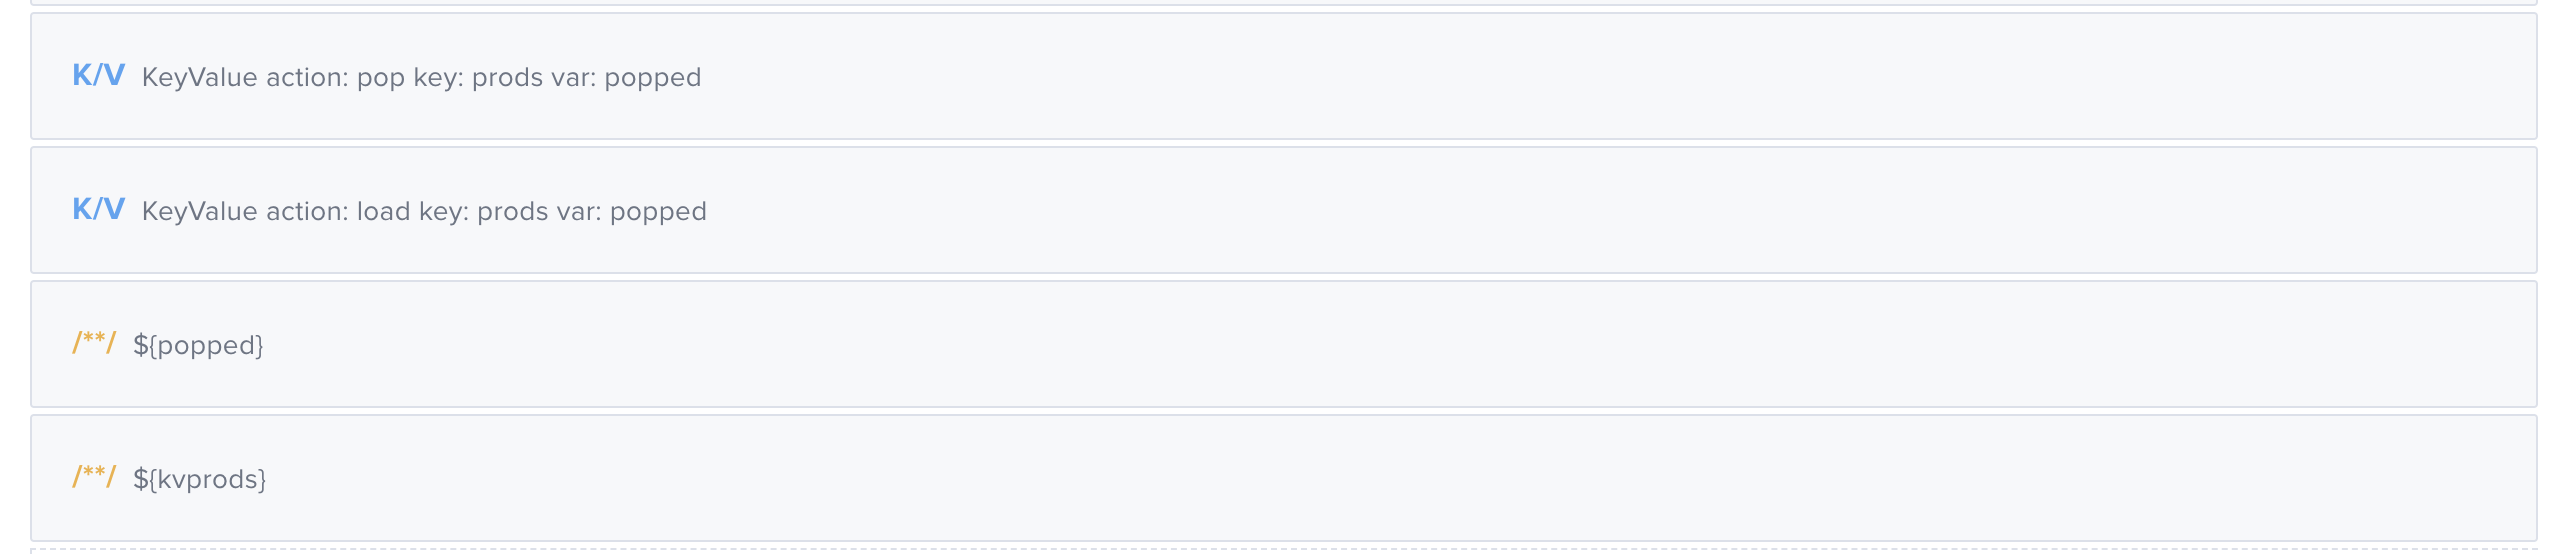 K/V KeyValue action: pop key: prods var: popped
K/V KeyValue action: load key: prods var: popped
/**/ ${popped}
/**/ ${kvprods}